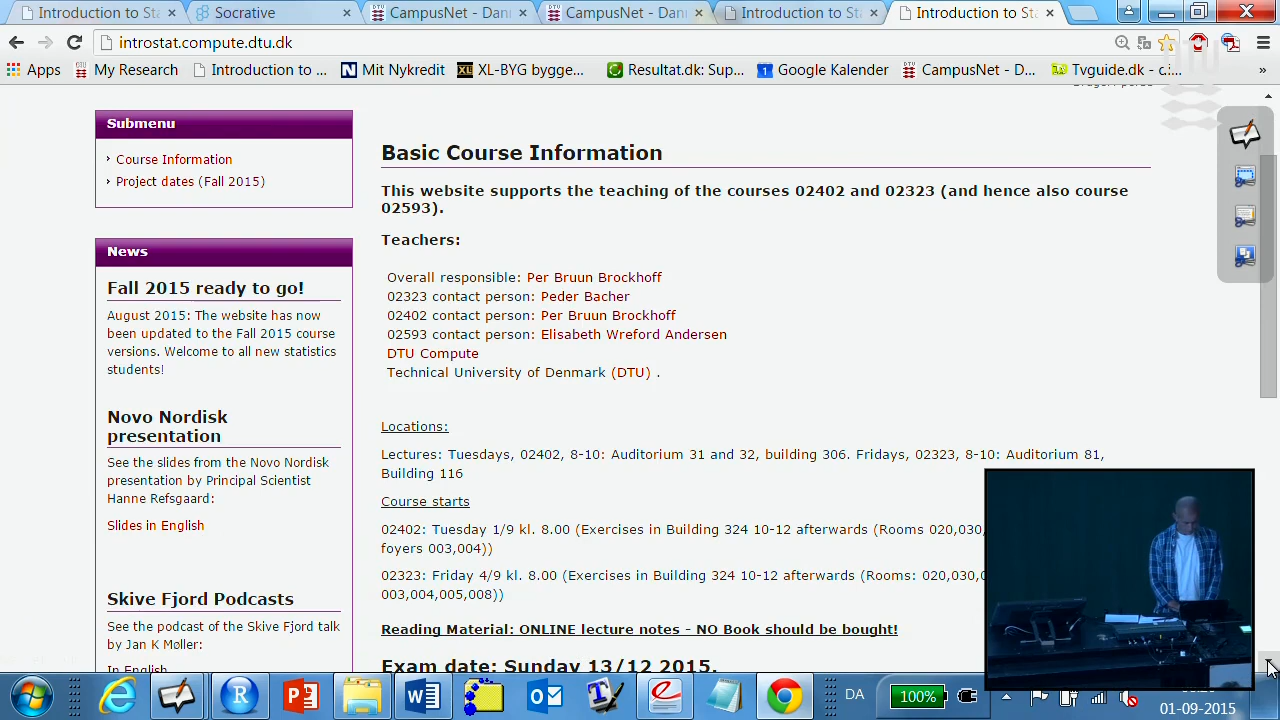 Introduction to Sta
Socrative
CampusNet - Dann
CampusNet - Dann
Introduction to Sta
Introduction to Sta
introstat.compute.dtu.dk
Apps
My Research
Introduction to ...
Mit Nykredit
XL-BYG bygge...
Resultat.dk: Sup...
Google Kalender
CampusNet - D...
Tvguide.dk - ...
Submenu
Course Information
Project dates (Fall 2015)
News
Fall 2015 ready to go!
August 2015: The website has now
been updated to the Fall 2015 course
versions. Welcome to all new statistics
students!
Novo Nordisk
presentation
See the slides from the Novo Nordisk
presentation by Principal Scientist
Hanne Refsgaard:
Slides in English
Skive Fjord Podcasts
See the podcast of the Skive Fjord talk
by Jan K Møller:
In English
Basic Course Information
This website supports the teaching of the courses 02402 and 02323 (and hence also course
02593).
Teachers:
Overall responsible: Per Bruun Brockhoff
02323 contact person: Peder Bacher
02402 contact person: Per Bruun Brockhoff
02593 contact person: Elisabeth Wreford Andersen
DTU Compute
Technical University of Denmark (DTU) .
Locations:
Lectures: Tuesdays, 02402, 8-10: Auditorium 31 and 32, building 306. Fridays, 02323, 8-10: Auditorium 81,
Building 116
Course starts
02402: Tuesday 1/9 kl. 8.00 (Exercises in Building 324 10-12 afterwards (Rooms 020,030,
foyers 003,004))
02323: Friday 4/9 kl. 8.00 (Exercises in Building 324 10-12 afterwards (Rooms: 020,030,
003,004,005,008))
Reading Material: ONLINE lecture notes - NO Book should be bought!
Exam date: Sunday 13/12 2015.
DA
100%
01-09-2015